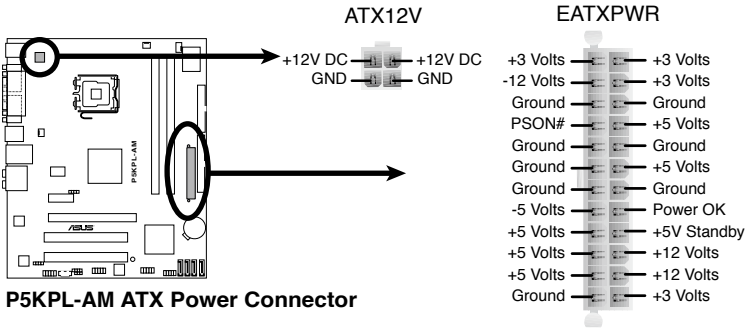 ATX12V
EATXPWR
+12V DC
+12V DC
GND
GND
+3 Volts
+3 Volts
-12 Volts
+3 Volts
Ground
Ground
PSON#
+5 Volts
Ground
Ground
Ground
+5 Volts
Ground
Ground
-5 Volts
Power OK
+5 Volts
+5V Standby
+5 Volts
+12 Volts
+5 Volts
+12 Volts
Ground
+3 Volts
P5KPL-AM
ASUS
P5KPL-AM ATX Power Connector